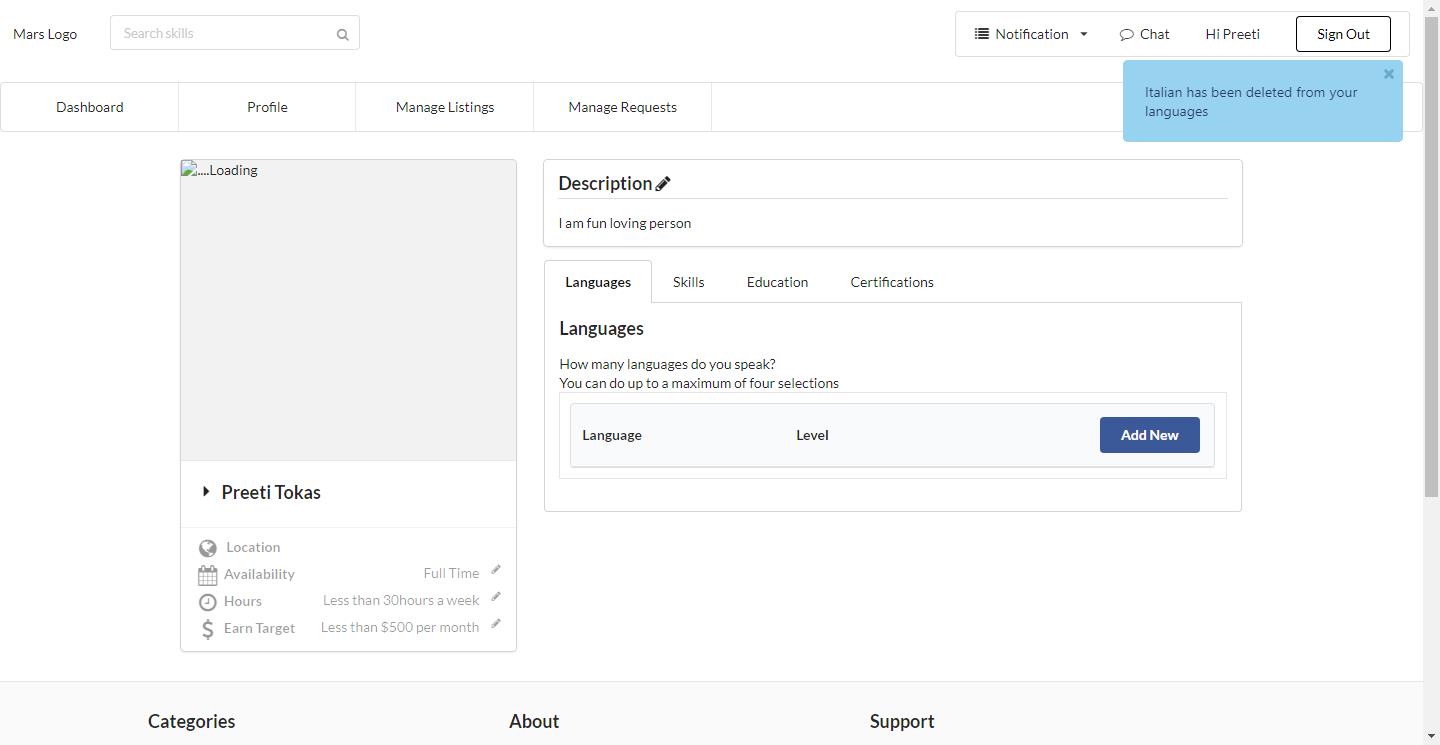 Mars Logo
Search skills
Notification
Chat
Hi Preeti
Sign Out
Italian has been deleted from your
languages
Dashboard
Profile
Manage Listings
Manage Requests
....Loading
Description
I am fun loving person
Languages
Skills
Education
Certifications
Languages
How many languages do you speak?
You can do up to a maximum of four selections
Language
Level
Add New
Preeti Tokas
Location
Availability
Full Time
Hours
Less than 30hours a week
Earn Target
Less than $500 per month
Categories
About
Support